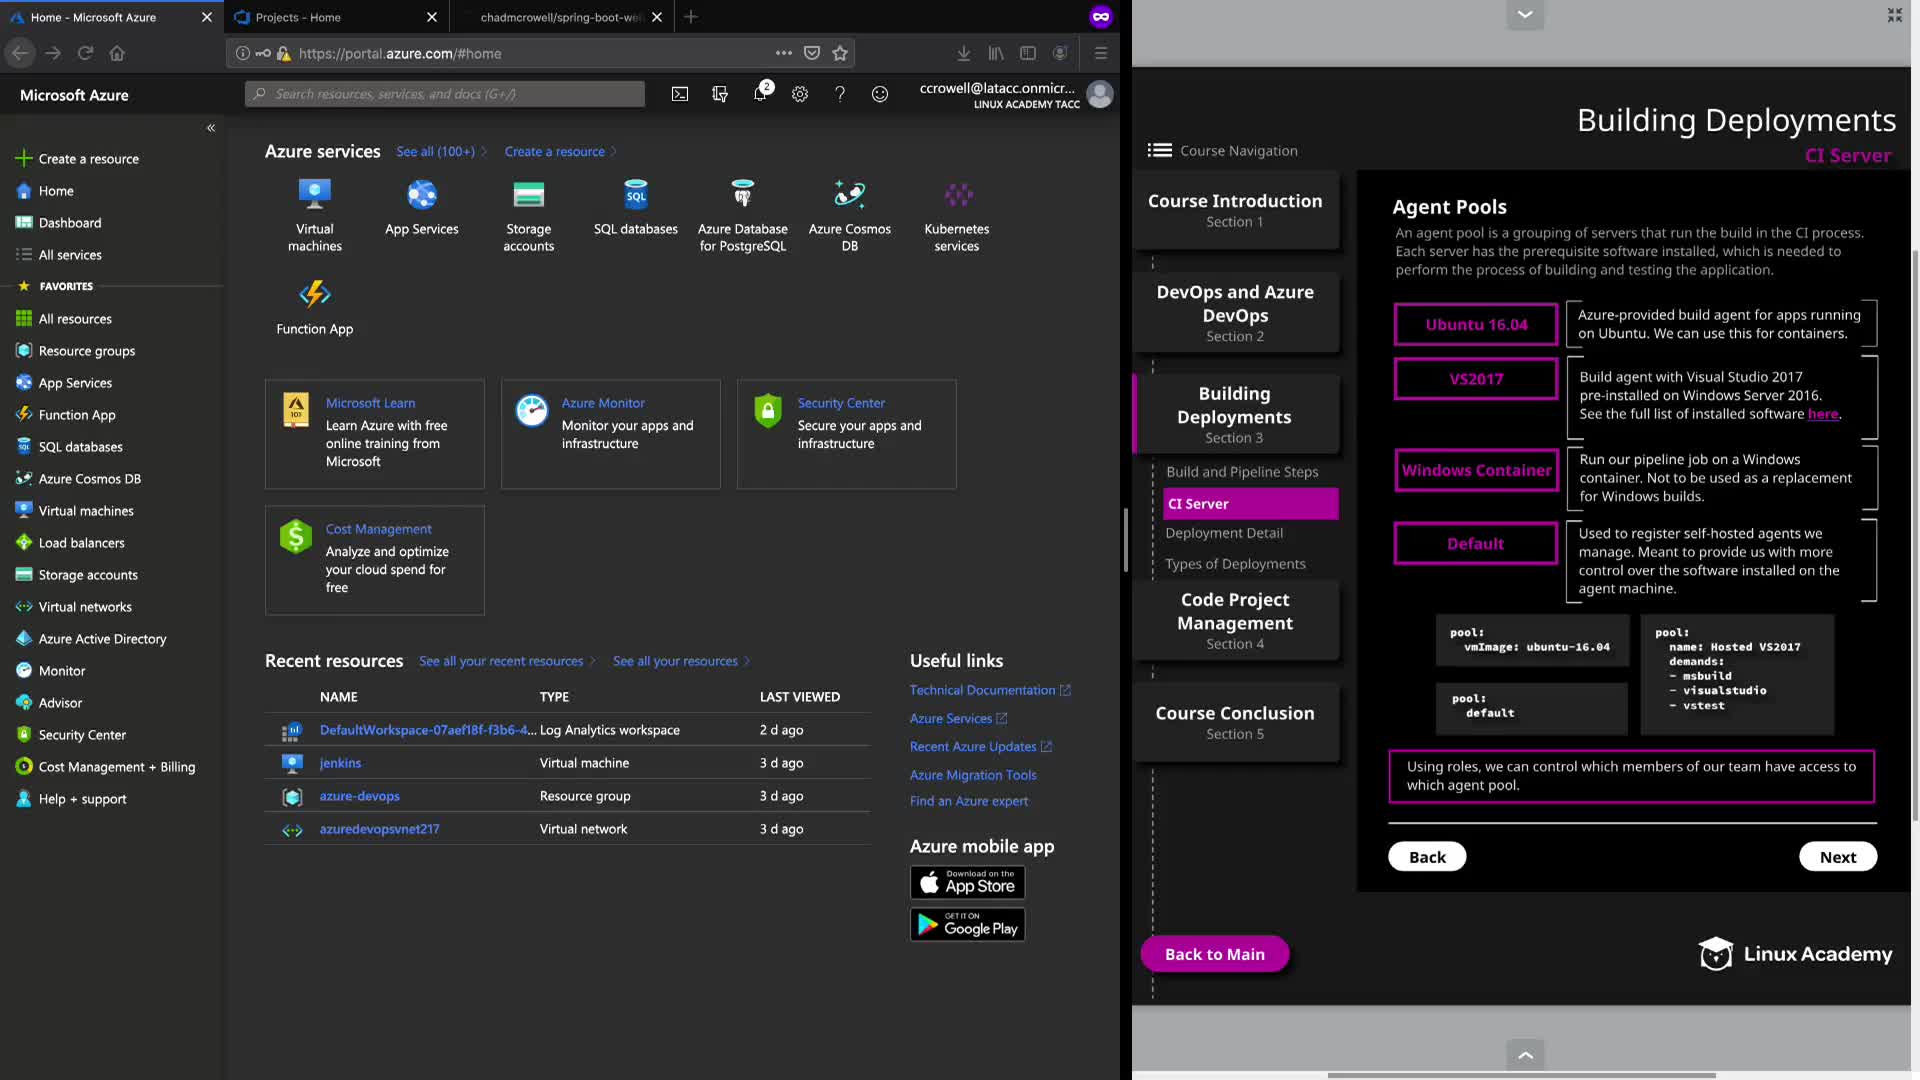 Home - Microsoft Azure
Projects - Home
chadmcrowell/spring-boot-we
https://portal.azure.com/#home
Microsoft Azure
Search resources, services, and docs (G+/)
2
ccrowell@latacc.onmicr...
LINUX ACADEMY TACC
Create a resource
Home
Dashboard
All services
FAVORITES
All resources
Resource groups
App Services
Function App
SQL databases
Azure Cosmos DB
Virtual machines
Load balancers
Storage accounts
Virtual networks
Azure Active Directory
Monitor
Advisor
Security Center
Cost Management + Billing
Help + support
Azure services
See all (100+)
Create a resource
Virtual
machines
App Services
Storage
accounts
SQL
SQL databases
Azure Database
for PostgreSQL
Azure Cosmos
DB
Kubernetes
services
Function App
Microsoft Learn
Learn Azure with free
online training from
Microsoft
Azure Monitor
Monitor your apps and
infrastructure
Security Center
Secure your apps and
infrastructure
Cost Management
Analyze and optimize
your cloud spend for
free
Recent resources
See all your recent resources
See all your resources
NAME TYPE LAST VIEWED
DefaultWorkspace-07aef18f-f3b6-4... Log Analytics workspace 2 d ago
jenkins Virtual machine 3 d ago
azure-devops Resource group 3 d ago
azuredevopsvnet217 Virtual network 3 d ago
Useful links
Technical Documentation
Azure Services
Recent Azure Updates
Azure Migration Tools
Find an Azure expert
Azure mobile app
Download on the
App Store
GET IT ON
Google Play
Building Deployments
CI Server
Course Navigation
Course Introduction
Section 1
DevOps and Azure
DevOps
Section 2
Building
Deployments
Section 3
Build and Pipeline Steps
CI Server
Deployment Detail
Types of Deployments
Code Project
Management
Section 4
Course Conclusion
Section 5
Back to Main
Agent Pools
An agent pool is a grouping of servers that run the build in the CI process.
Each server has the prerequisite software installed, which is needed to
perform the process of building and testing the application.
Ubuntu 16.04
Azure-provided build agent for apps running
on Ubuntu. We can use this for containers.
VS2017
Build agent with Visual Studio 2017
pre-installed on Windows Server 2016.
See the full list of installed software here.
Windows Container
Run our pipeline job on a Windows
container. Not to be used as a replacement
for Windows builds.
Default
Used to register self-hosted agents we
manage. Meant to provide us with more
control over the software installed on the
agent machine.
pool:
vmImage: ubuntu-16.04
pool:
default
pool:
name: Hosted VS2017
demands:
- msbuild
- visualstudio
- vstest
Using roles, we can control which members of our team have access to
which agent pool.
Back
Next
Linux Academy